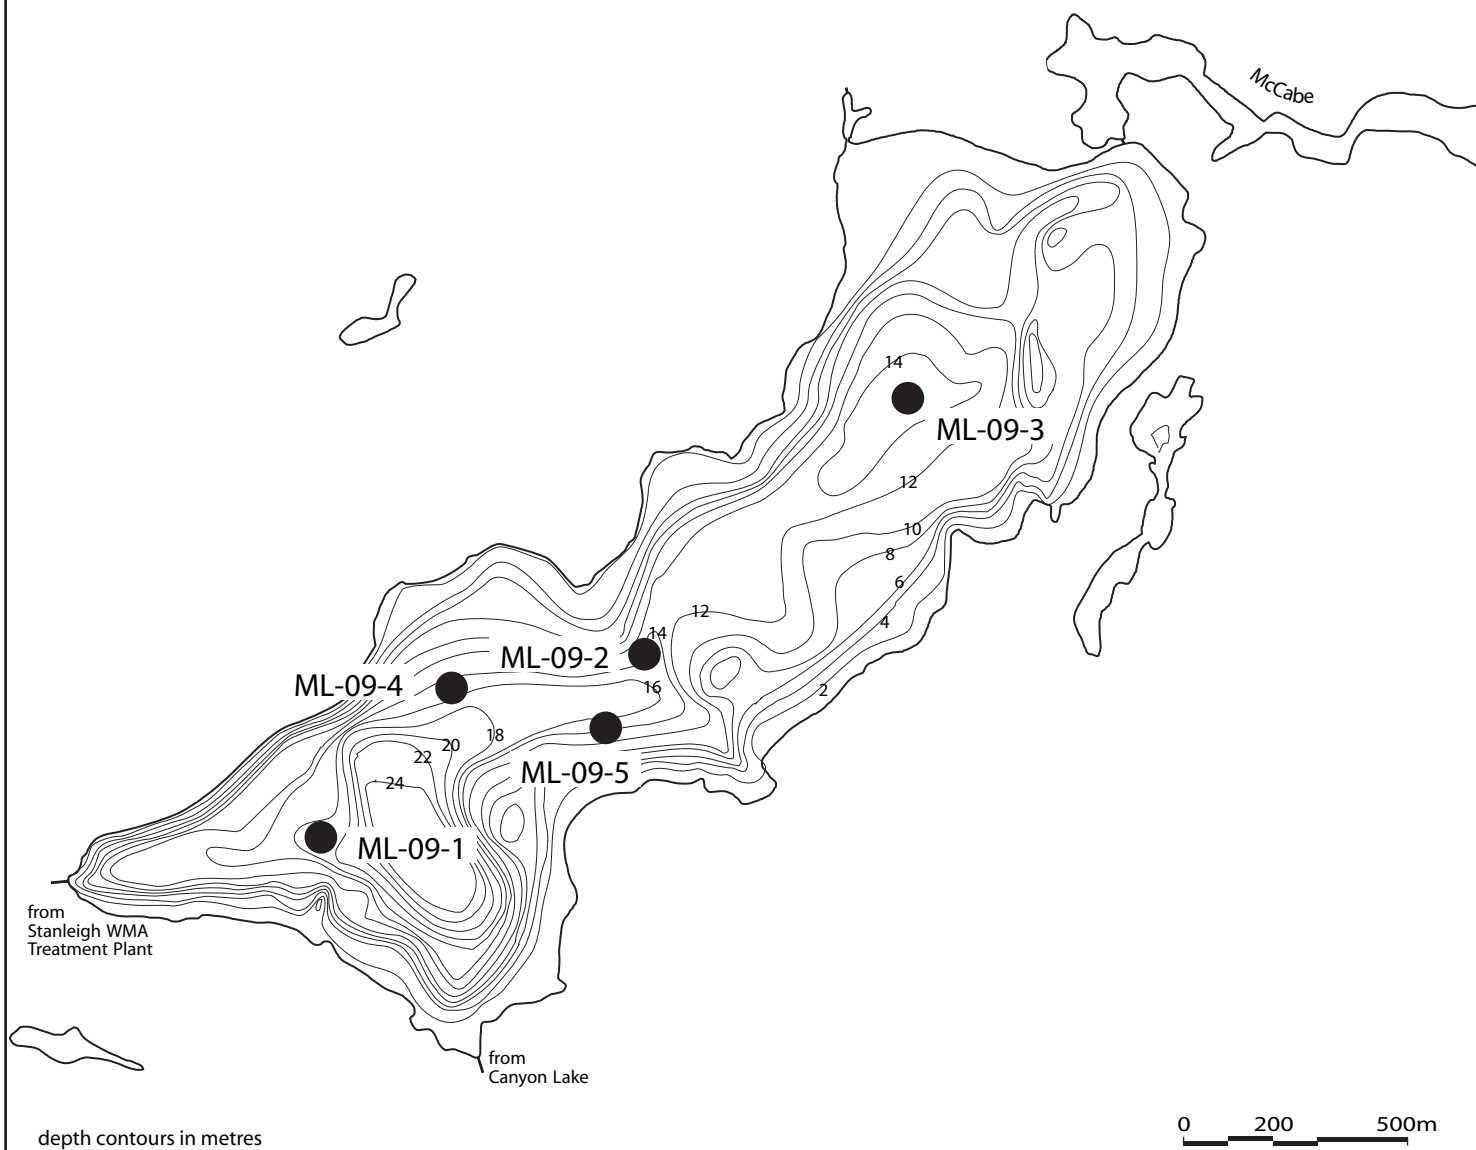 McCabe
14
ML-09-3
12
10
8
6
12
4
14
ML-09-2
ML-09-4
16
2
18
20
22
ML-09-5
24
ML-09-1
from
Stanleigh WMA
Treatment Plant
from
Canyon Lake
0 200 500m
depth contours in metres